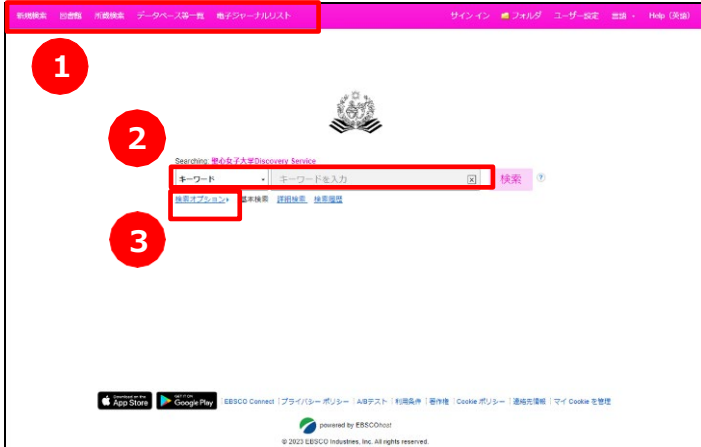 新規検索 図書館 所蔵検索 データベース等一覧 電子ジャーナルリスト サインイン フォルダ ユーザー設定 言語 Help (英語)
1
2
Searching: 聖心女子大学Discovery Service
キーワード キーワードを入力 検索 ?
検索オプション 基本検索 詳細検索 検索履歴
3
Download on the App Store GET IT ON Google Play EBSCO Connect プライバシー ポリシー A/Bテスト 利用条件 著作権 Cookie ポリシー 連絡先情報 マイ Cookie を管理
powered by EBSCOhost
© 2023 EBSCO Industries, Inc. All rights reserved.